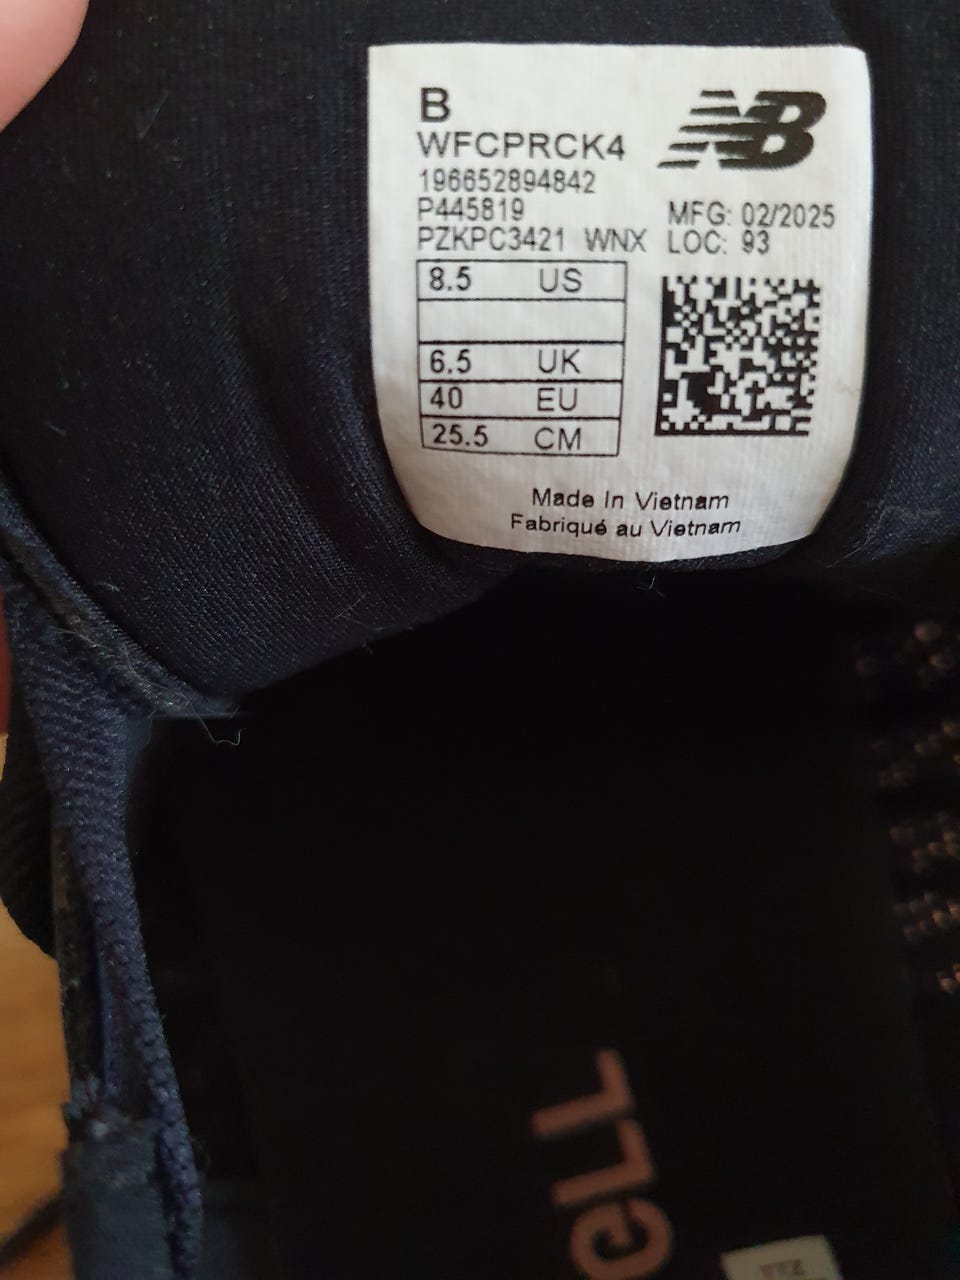 B
NB
WFCPRCK4
196652894842
P445819
MFG: 02/2025
PZKPC3421 WNX
LOC: 93
8.5 US
6.5 UK
40 EU
25.5 CM
Made In Vietnam
Fabriqué au Vietnam